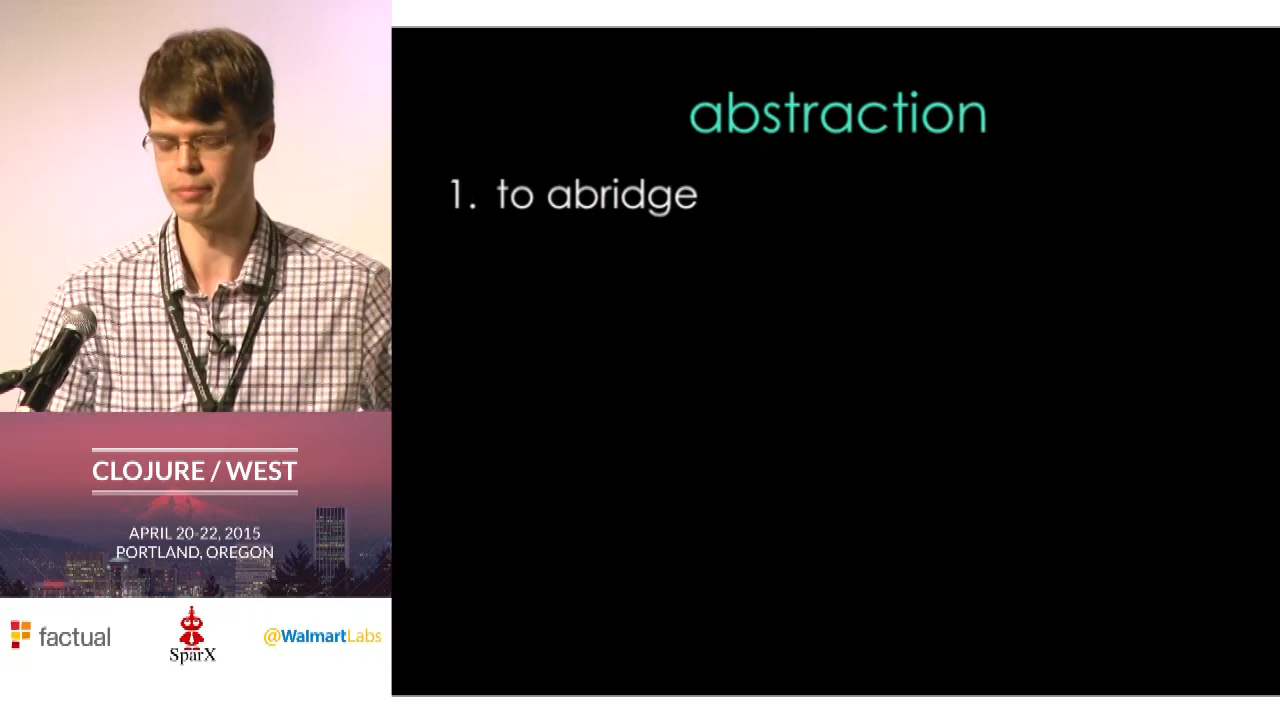 abstraction
1. to abridge
CLOJURE / WEST
APRIL 20-22, 2015
PORTLAND, OREGON
factual
SparX
@WalmartLabs